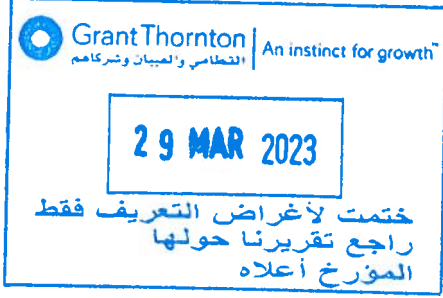 Grant Thornton
An instinct for growth™
القطامي والعيبان وشركاهم
29 MAR 2023
ختمت لأغراض التعريف فقط
راجع تقريرنا حولها
المؤرخ أعلاه